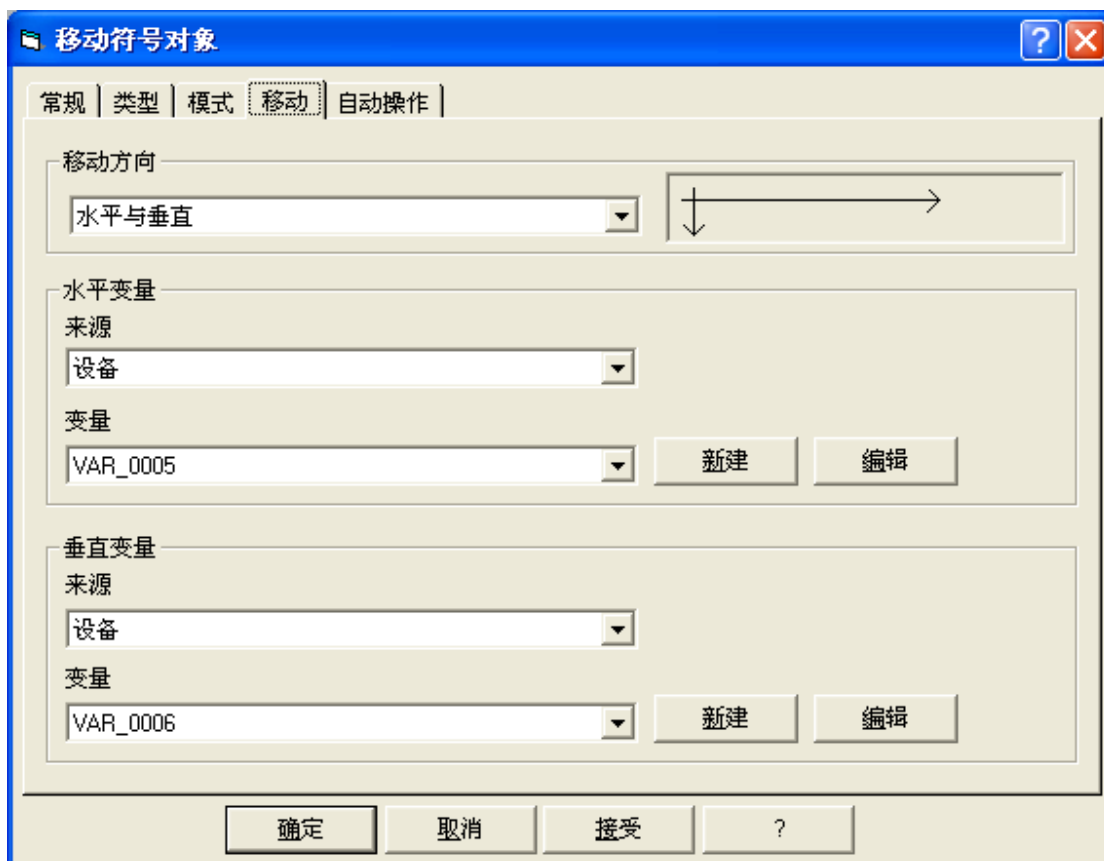 移动符号对象
常规 类型 模式 移动 自动操作
移动方向
水平与垂直
水平变量
来源
设备
变量
VAR_0005 新建 编辑
垂直变量
来源
设备
变量
VAR_0006 新建 编辑
确定 取消 接受 ?